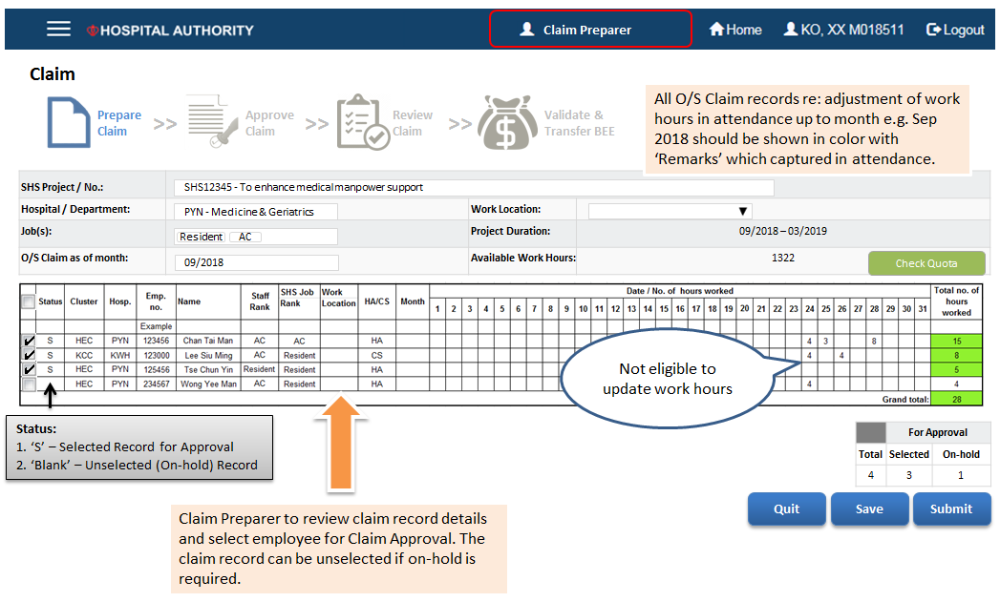 HOSPITAL AUTHORITY Claim Preparer Home KO, XX M018511 Logout
Claim
Prepare
Claim
>>
Approve
Claim
>>
Review
Claim
>>
Validate &
Transfer BEE
All O/S Claim records re: adjustment of work
hours in attendance up to month e.g. Sep
2018 should be shown in color with
‘Remarks’ which captured in attendance.
SHS Project / No.: SHS12345 - To enhance medical manpower support
Hospital / Department: PYN - Medicine & Geriatrics Work Location:
Job(s): Resident AC Project Duration: 09/2018 – 03/2019
O/S Claim as of month: 09/2018 Available Work Hours: 1322 Check Quota
Status Cluster Hosp. Emp. no. Name Staff Rank SHS Job Rank Work Location HA/CS Month Date / No. of hours worked Total no. of hours worked
1 2 3 4 5 6 7 8 9 10 11 12 13 14 15 16 17 18 19 20 21 22 23 24 25 26 27 28 29 30 31
Example
S HEC PYN 123456 Chan Tai Man AC AC HA 4 3 8 15
S KCC KWH 123000 Lee Siu Ming AC Resident CS 4 4 8
S HEC PYN 125456 Tse Chun Yin Resident Resident HA 5
HEC PYN 234567 Wong Yee Man AC Resident HA 4 4
Grand total: 28
Not eligible to
update work hours
Status:
1. ‘S’ – Selected Record for Approval
2. ‘Blank’ – Unselected (On-hold) Record
For Approval
Total Selected On-hold
4 3 1
Quit Save Submit
Claim Preparer to review claim record details
and select employee for Claim Approval. The
claim record can be unselected if on-hold is
required.